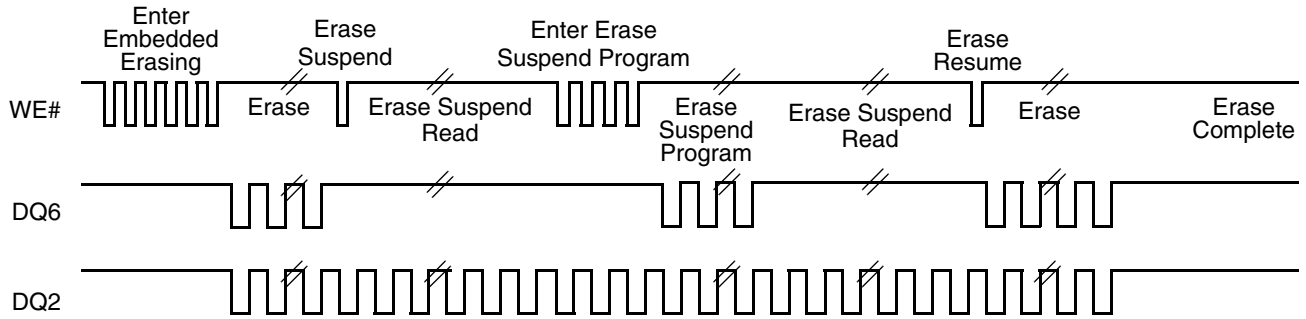 Enter
Embedded
Erasing
Erase
Suspend
Enter Erase
Suspend Program
Erase
Resume
WE#
Erase
Erase Suspend
Read
Erase
Suspend
Program
Erase Suspend
Read
Erase
Erase
Complete
DQ6
DQ2